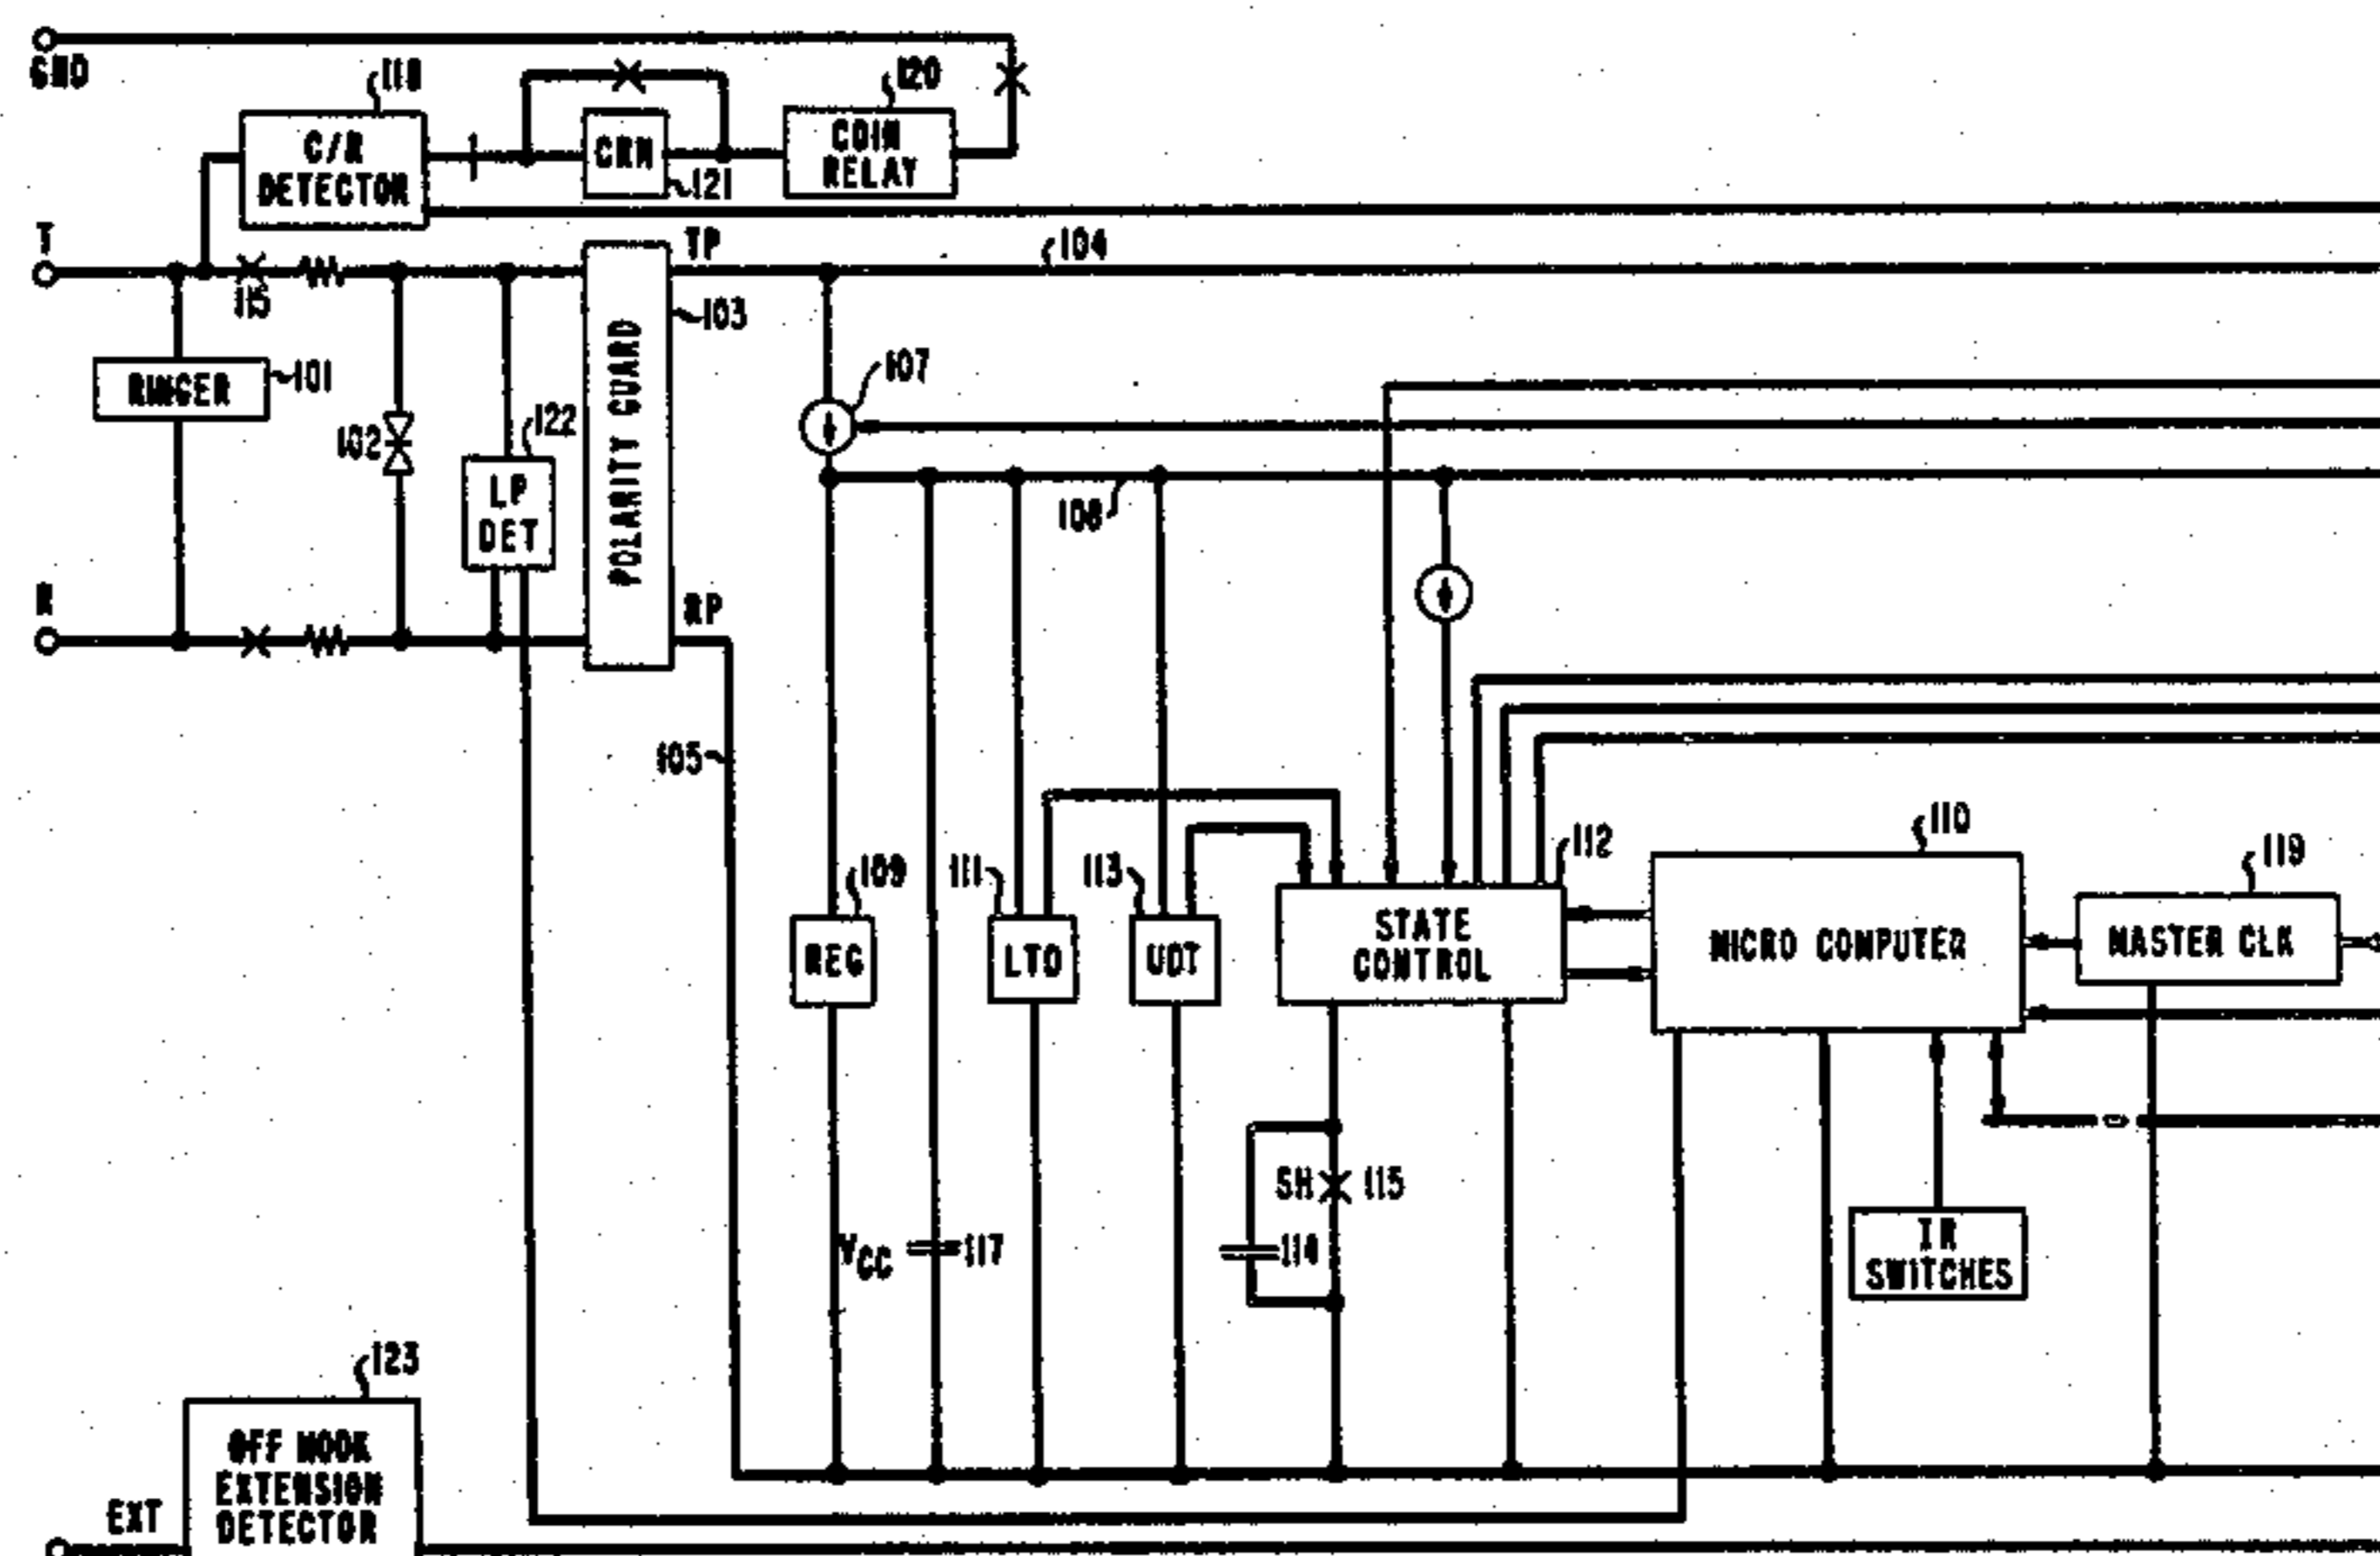 GND
118
120
C/R
DETECTOR
CRM
COIN
RELAY
121
T
TP
104
115
103
RINGER
101
107
102
122
LP
DET
POLARITY GUARD
108
R
RP
105
110
112
119
109
111
113
REG
LTO
UDT
STATE
CONTROL
MICRO COMPUTER
MASTER CLK
SH
115
VCC
117
114
SWITCHES
123
OFF HOOK
EXTENSION
DETECTOR
EXT